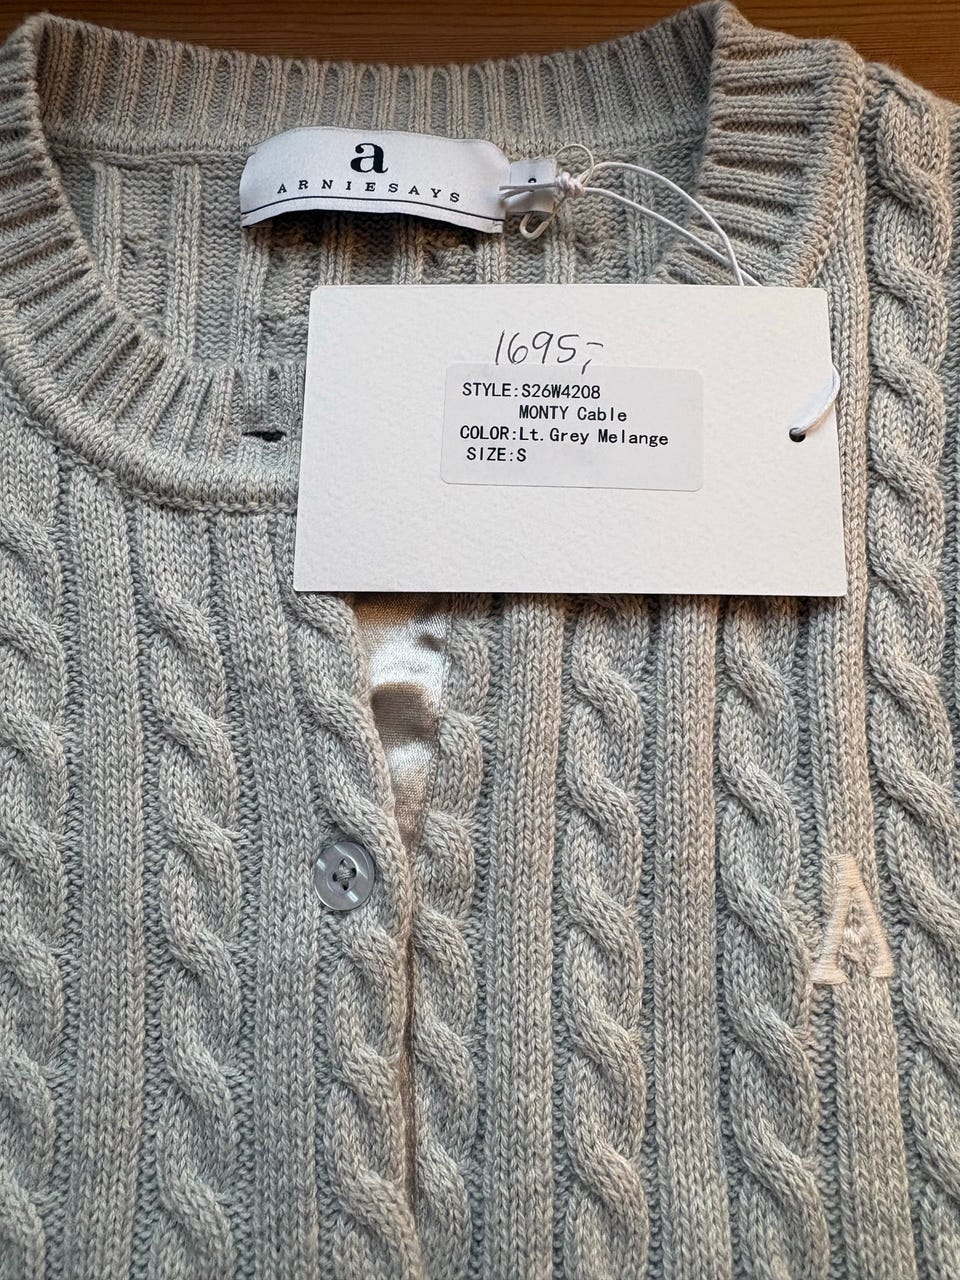 a
ARNIESAYS
1695,-
STYLE:S26W4208
MONTY Cable
COLOR:Lt.Grey Melange
SIZE:S
A